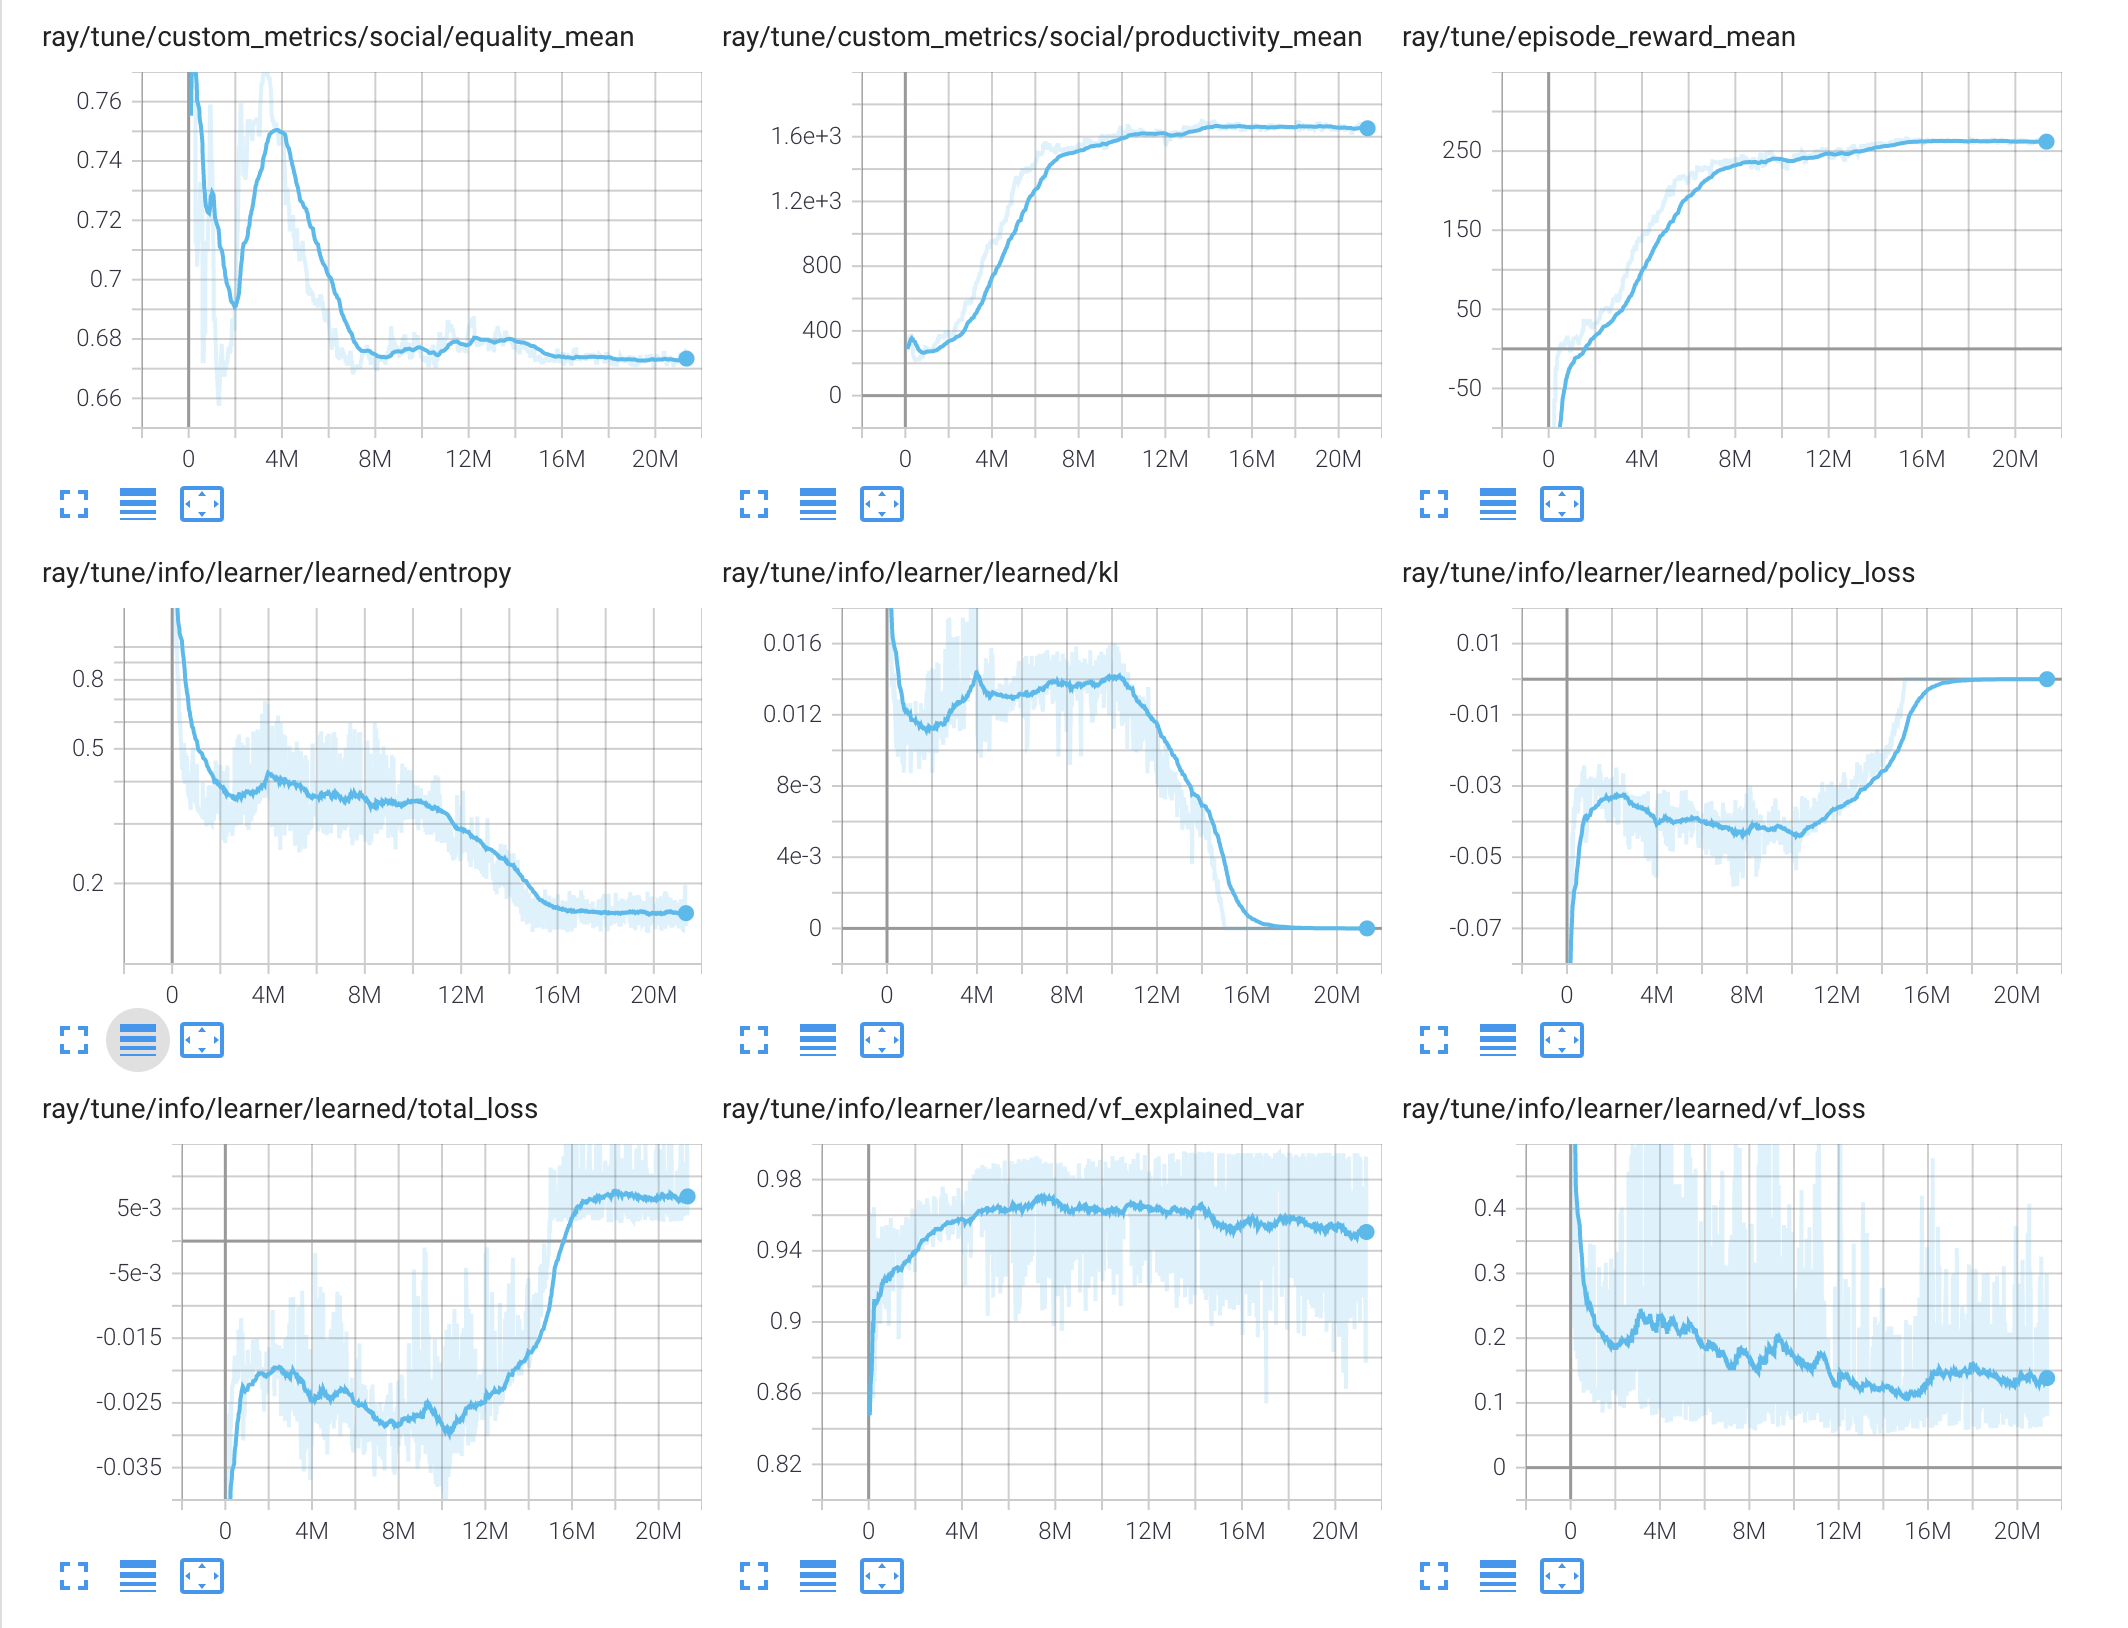 ray/tune/custom_metrics/social/equality_mean
0.76
0.74
0.72
0.7
0.68
0.66
0 4M 8M 12M 16M 20M
ray/tune/custom_metrics/social/productivity_mean
1.6e+3
1.2e+3
800
400
0
0 4M 8M 12M 16M 20M
ray/tune/episode_reward_mean
250
150
50
-50
0 4M 8M 12M 16M 20M
ray/tune/info/learner/learned/entropy
0.8
0.5
0.2
0 4M 8M 12M 16M 20M
ray/tune/info/learner/learned/kl
0.016
0.012
8e-3
4e-3
0
0 4M 8M 12M 16M 20M
ray/tune/info/learner/learned/policy_loss
0.01
-0.01
-0.03
-0.05
-0.07
0 4M 8M 12M 16M 20M
ray/tune/info/learner/learned/total_loss
5e-3
-5e-3
-0.015
-0.025
-0.035
0 4M 8M 12M 16M 20M
ray/tune/info/learner/learned/vf_explained_var
0.98
0.94
0.9
0.86
0.82
0 4M 8M 12M 16M 20M
ray/tune/info/learner/learned/vf_loss
0.4
0.3
0.2
0.1
0
0 4M 8M 12M 16M 20M